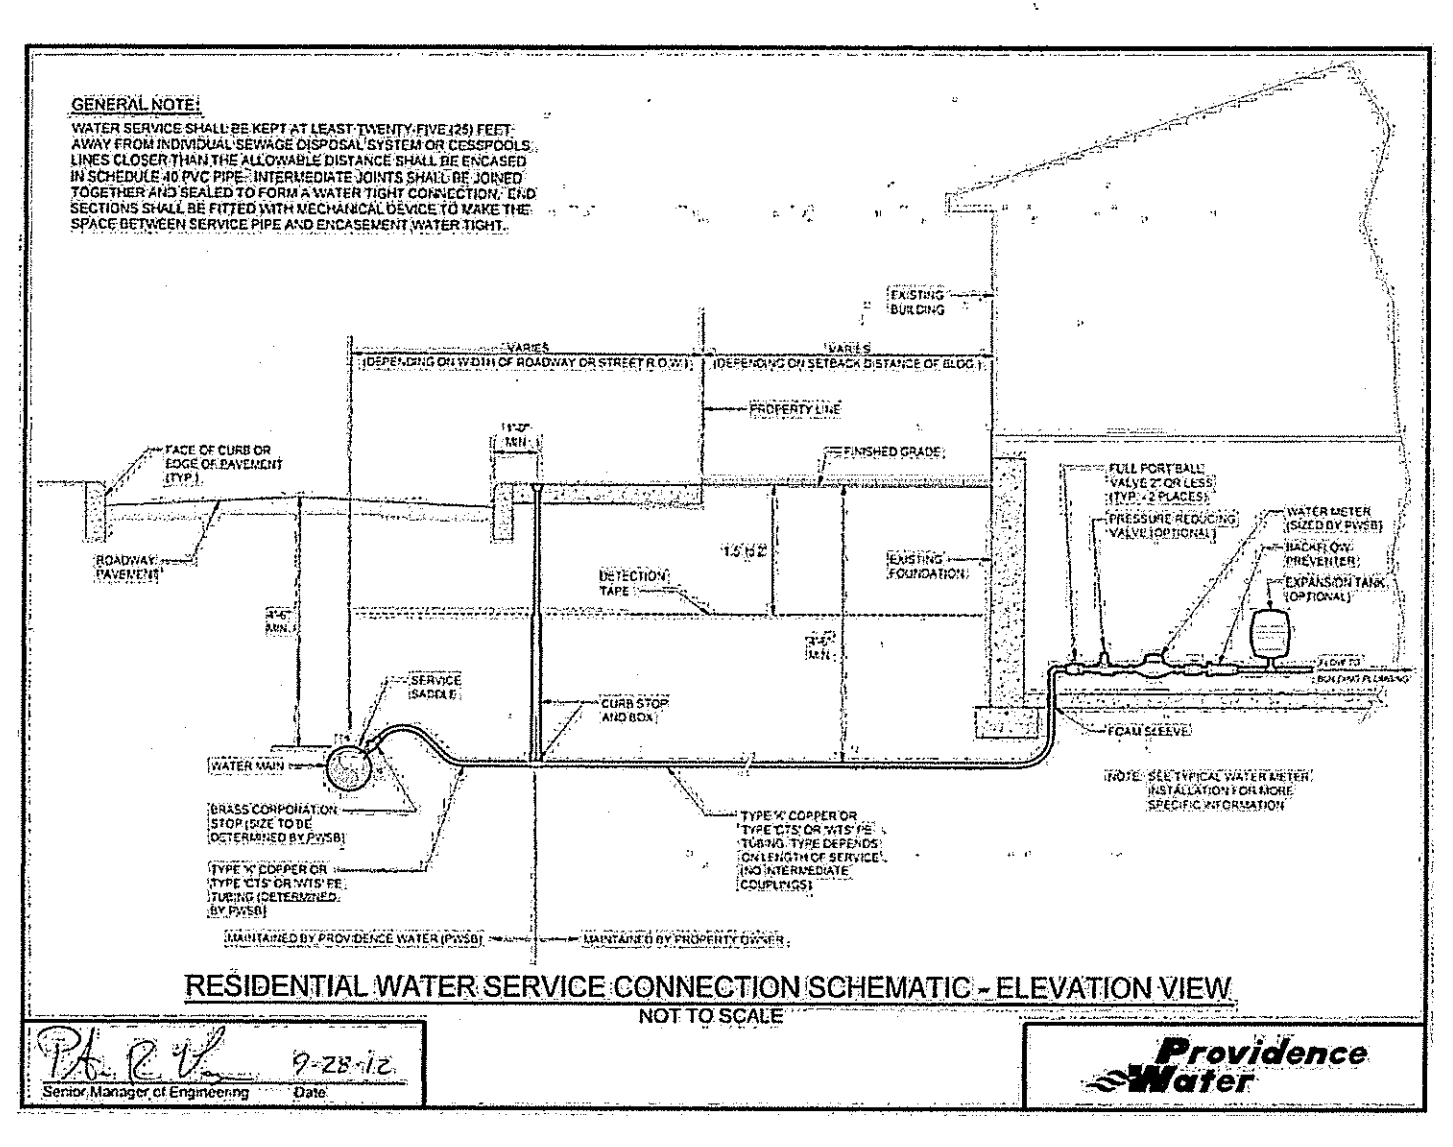 GENERAL NOTE:
WATER SERVICE SHALL BE KEPT AT LEAST TWENTY-FIVE (25) FEET
AWAY FROM INDIVIDUAL SEWAGE DISPOSAL SYSTEM OR CESSPOOLS.
LINES CLOSER THAN THE ALLOWABLE DISTANCE SHALL BE ENCASED
IN SCHEDULE 40 PVC PIPE. INTERMEDIATE JOINTS SHALL BE JOINED
TOGETHER AND SEALED TO FORM A WATER TIGHT CONNECTION. END
SECTIONS SHALL BE FITTED WITH MECHANICAL DEVICE TO MAKE THE
SPACE BETWEEN SERVICE PIPE AND ENCASEMENT WATER TIGHT.
EXISTING
BUILDING
VARIES
(DEPENDING ON WIDTH OF ROADWAY OR STREET R.O.W.)
VARIES
(DEPENDING ON SETBACK DISTANCE OF BLDG.)
PROPERTY LINE
1'-0"
MIN
FACE OF CURB OR
EDGE OF PAVEMENT
(TYP.)
FINISHED GRADE
FULL PORT BALL
VALVE 2" OR LESS
(TYP. - 2 PLACES)
PRESSURE REDUCING
VALVE (OPTIONAL)
WATER METER
(SIZED BY PWSB)
BACKFLOW
PREVENTER
EXPANSION TANK
(OPTIONAL)
ROADWAY
PAVEMENT
DETECTION
TAPE
EXISTING
FOUNDATION
4'-6"
MIN.
MIN.
SERVICE
SADDLE
CURB STOP
AND BOX
FLOW TO
BUILDING PLUMBING
FOAM SLEEVE
WATER MAIN
NOTE: SEE TYPICAL WATER METER
INSTALLATION FOR MORE
SPECIFIC INFORMATION
BRASS CORPORATION
STOP (SIZE TO BE
DETERMINED BY PWSB)
TYPE 'K' COPPER OR
TYPE 'CTS' OR 'WTS' PE
TUBING (DETERMINED
BY PWSB)
TYPE 'K' COPPER OR
TYPE 'CTS' OR 'WTS' PE
TUBING. TYPE DEPENDS
ON LENGTH OF SERVICE.
(NO INTERMEDIATE
COUPLINGS)
MAINTAINED BY PROVIDENCE WATER (PWSB)
MAINTAINED BY PROPERTY OWNER
RESIDENTIAL WATER SERVICE CONNECTION SCHEMATIC - ELEVATION VIEW
NOT TO SCALE
9-28-12
Senior Manager of Engineering Date
Providence
Water